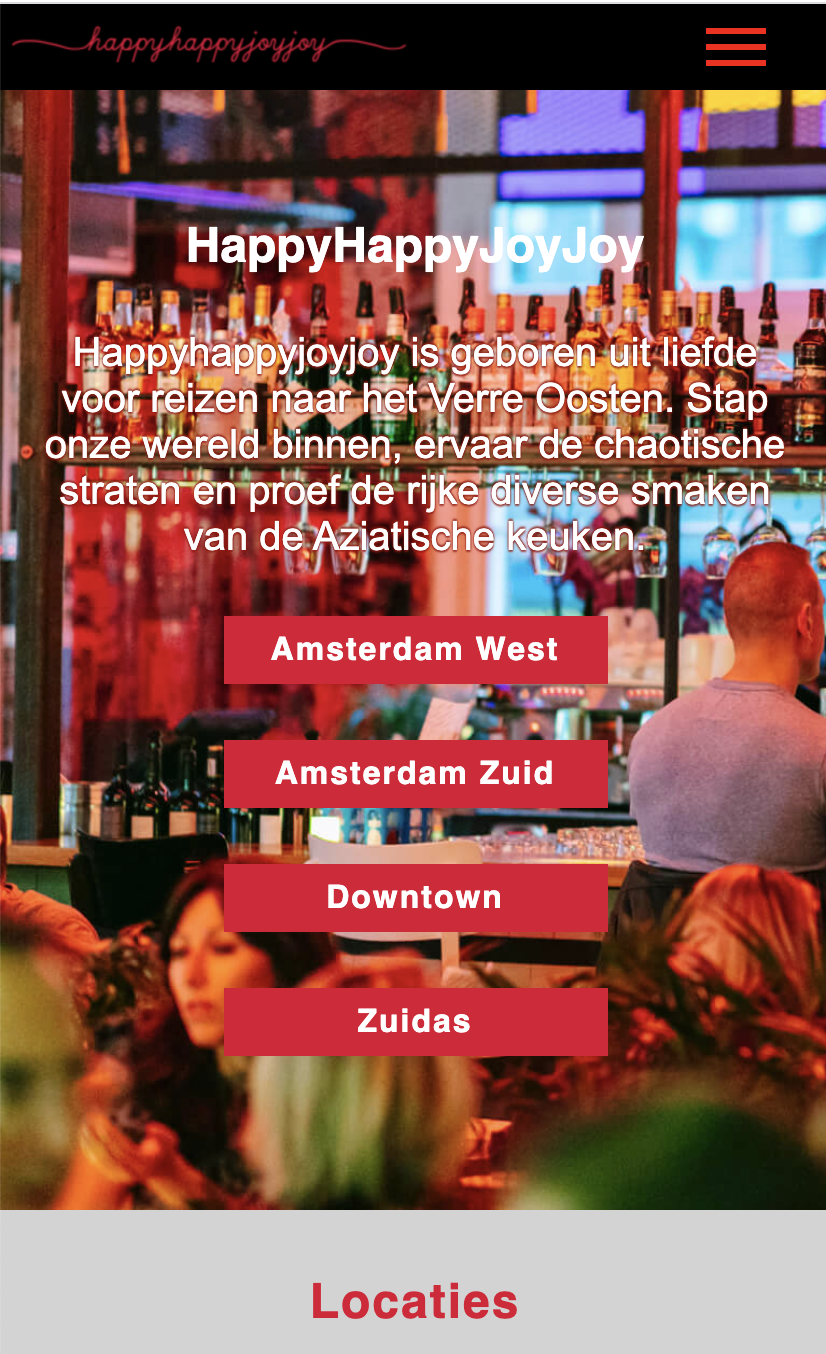 happyhappyjoyjoy
HappyHappyJoyJoy
Happyhappyjoyjoy is geboren uit liefde
voor reizen naar het Verre Oosten. Stap
onze wereld binnen, ervaar de chaotische
straten en proef de rijke diverse smaken
van de Aziatische keuken.
Amsterdam West
Amsterdam Zuid
Downtown
Zuidas
Locaties